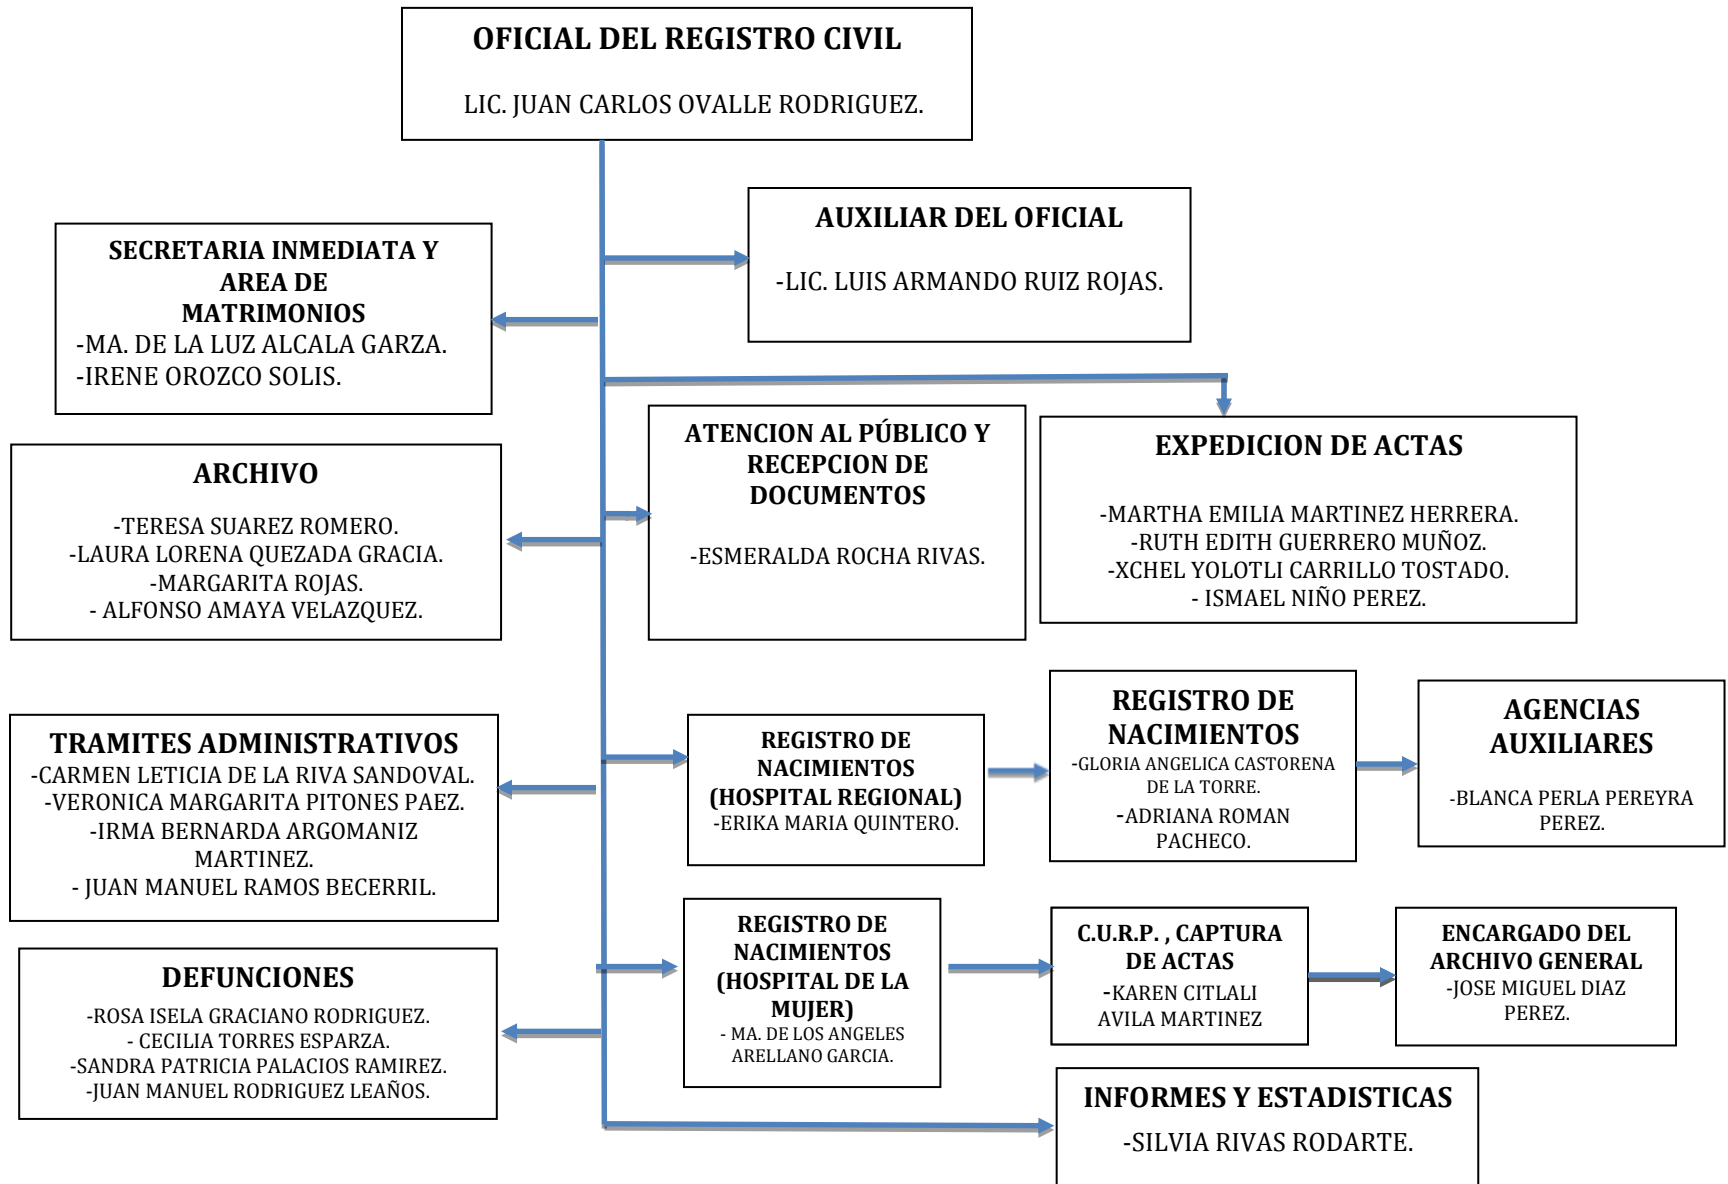 OFICIAL DEL REGISTRO CIVIL
LIC. JUAN CARLOS OVALLE RODRIGUEZ.
AUXILIAR DEL OFICIAL
-LIC. LUIS ARMANDO RUIZ ROJAS.
SECRETARIA INMEDIATA Y
AREA DE
MATRIMONIOS
-MA. DE LA LUZ ALCALA GARZA.
-IRENE OROZCO SOLIS.
ATENCION AL PÚBLICO Y
RECEPCION DE
DOCUMENTOS
-ESMERALDA ROCHA RIVAS.
EXPEDICION DE ACTAS
-MARTHA EMILIA MARTINEZ HERRERA.
-RUTH EDITH GUERRERO MUÑOZ.
-XCHEL YOLOTLI CARRILLO TOSTADO.
- ISMAEL NIÑO PEREZ.
ARCHIVO
-TERESA SUAREZ ROMERO.
-LAURA LORENA QUEZADA GRACIA.
-MARGARITA ROJAS.
- ALFONSO AMAYA VELAZQUEZ.
TRAMITES ADMINISTRATIVOS
-CARMEN LETICIA DE LA RIVA SANDOVAL.
-VERONICA MARGARITA PITONES PAEZ.
-IRMA BERNARDA ARGOMANIZ
MARTINEZ.
- JUAN MANUEL RAMOS BECERRIL.
REGISTRO DE
NACIMIENTOS
(HOSPITAL REGIONAL)
-ERIKA MARIA QUINTERO.
REGISTRO DE
NACIMIENTOS
-GLORIA ANGELICA CASTORENA
DE LA TORRE.
-ADRIANA ROMAN
PACHECO.
AGENCIAS
AUXILIARES
-BLANCA PERLA PEREYRA
PEREZ.
DEFUNCIONES
-ROSA ISELA GRACIANO RODRIGUEZ.
- CECILIA TORRES ESPARZA.
-SANDRA PATRICIA PALACIOS RAMIREZ.
-JUAN MANUEL RODRIGUEZ LEAÑOS.
REGISTRO DE
NACIMIENTOS
(HOSPITAL DE LA
MUJER)
- MA. DE LOS ANGELES
ARELLANO GARCIA.
C.U.R.P. , CAPTURA
DE ACTAS
-KAREN CITLALI
AVILA MARTINEZ
ENCARGADO DEL
ARCHIVO GENERAL
-JOSE MIGUEL DIAZ
PEREZ.
INFORMES Y ESTADISTICAS
-SILVIA RIVAS RODARTE.